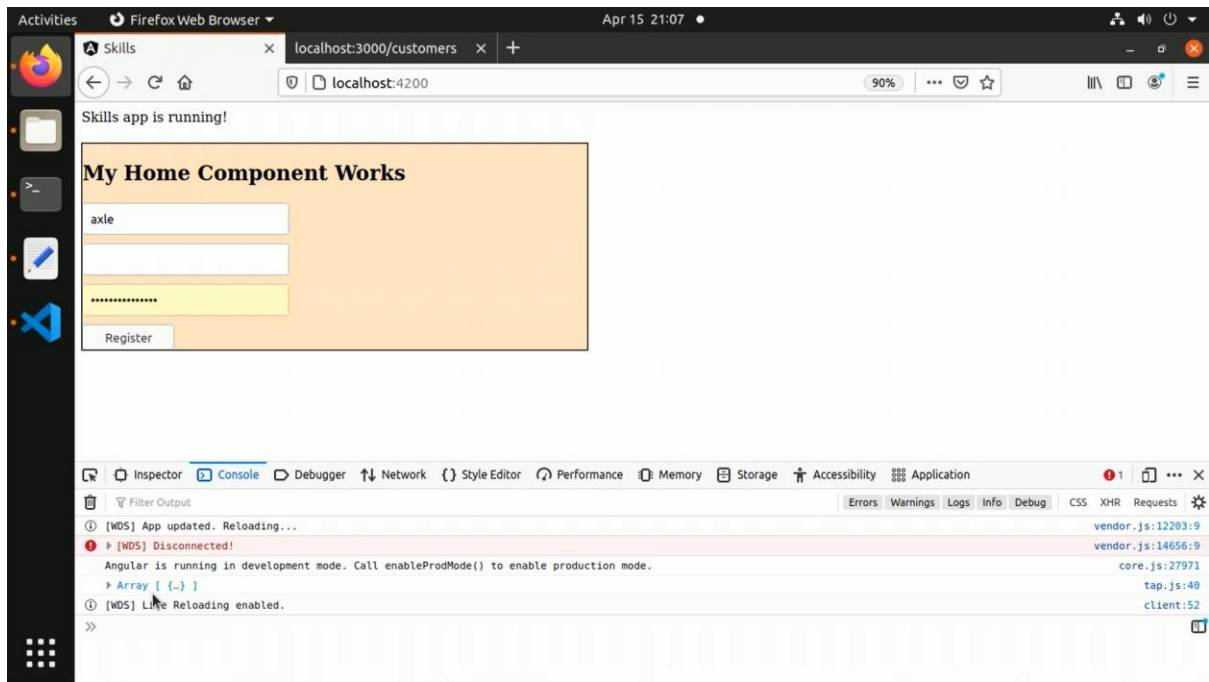 Activities Firefox Web Browser Apr 15 21:07
Skills localhost:3000/customers
localhost:4200 90%
Skills app is running!
My Home Component Works
axle
•••••••••••••••
Register
Inspector Console Debugger Network {} Style Editor Performance Memory Storage Accessibility Application 1
Filter Output Errors Warnings Logs Info Debug CSS XHR Requests
[WDS] App updated. Reloading... vendor.js:12203:9
[WDS] Disconnected! vendor.js:14656:9
Angular is running in development mode. Call enableProdMode() to enable production mode. core.js:27971
Array [ {…} ] tap.js:40
[WDS] Live Reloading enabled. client:52